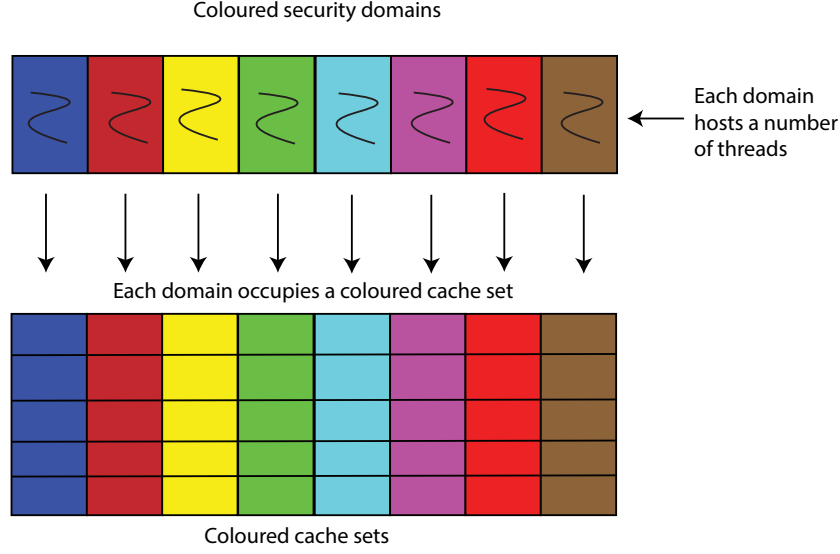 Coloured security domains
Each domain
hosts a number
of threads
Each domain occupies a coloured cache set
Coloured cache sets